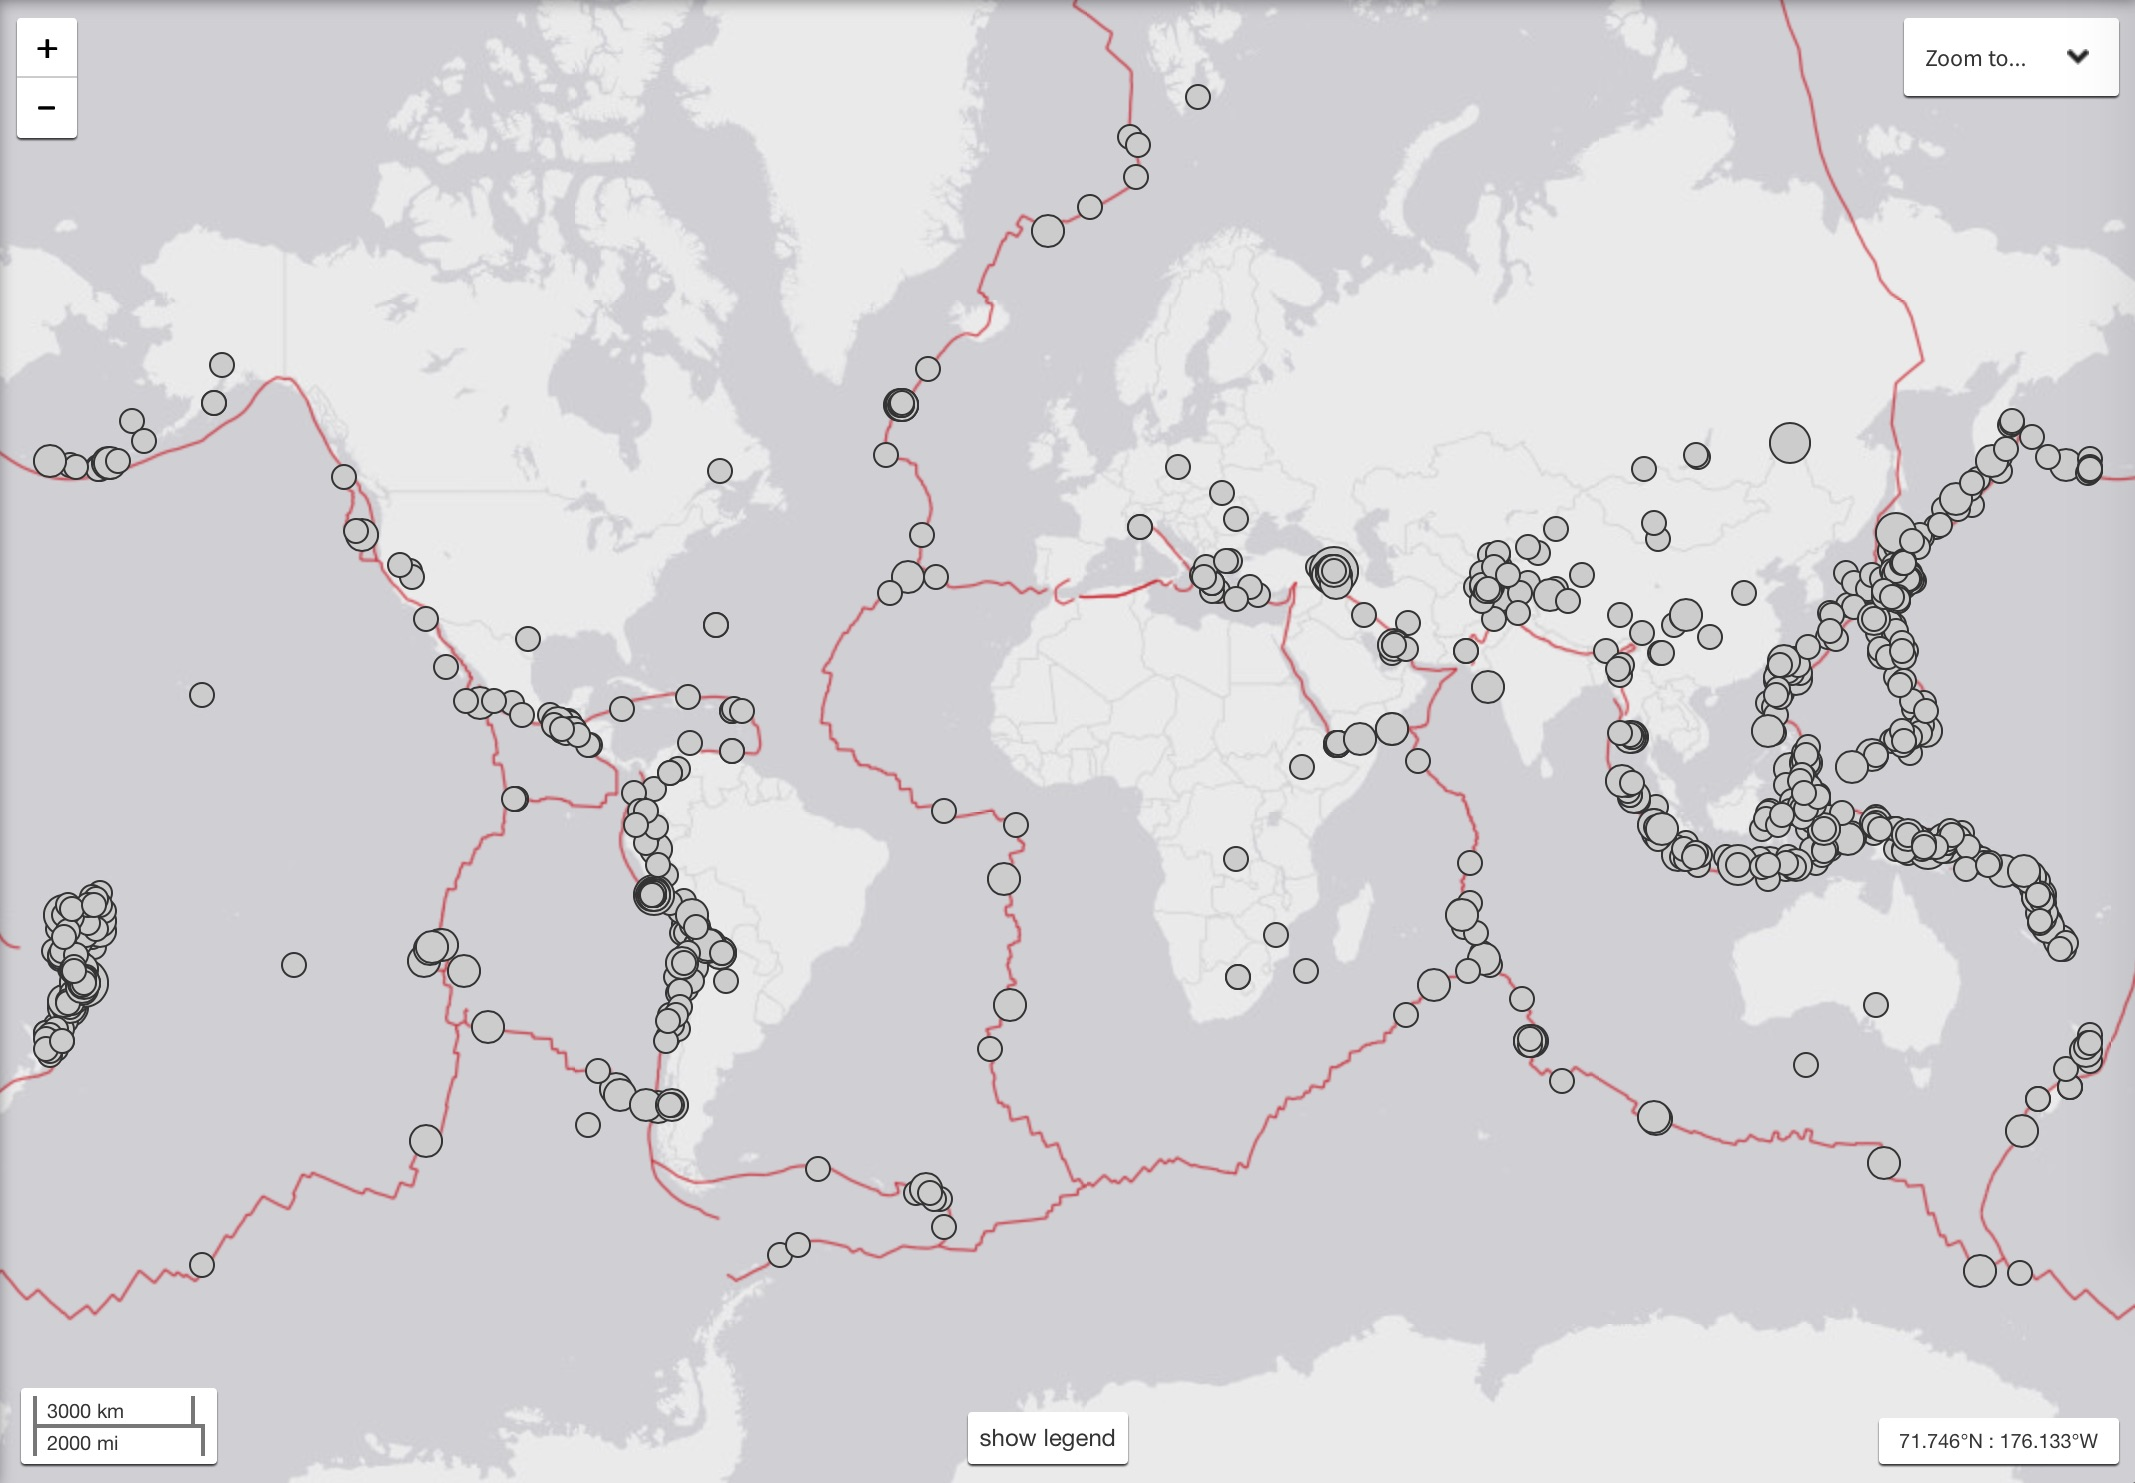 +
Zoom to...
−
3000 km
2000 mi
show legend
71.746°N : 176.133°W